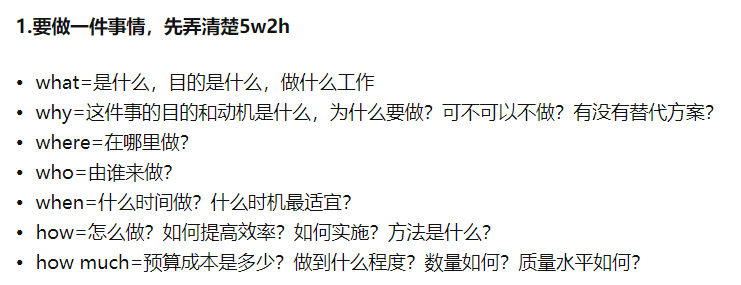 1.要做一件事情，先弄清楚5w2h
• what=是什么，目的是什么，做什么工作
• why=这件事的目的和动机是什么，为什么要做？可不可以不做？有没有替代方案？
• where=在哪里做？
• who=由谁来做？
• when=什么时间做？什么时机最适宜？
• how=怎么做？如何提高效率？如何实施？方法是什么？
• how much=预算成本是多少？做到什么程度？数量如何？质量水平如何？